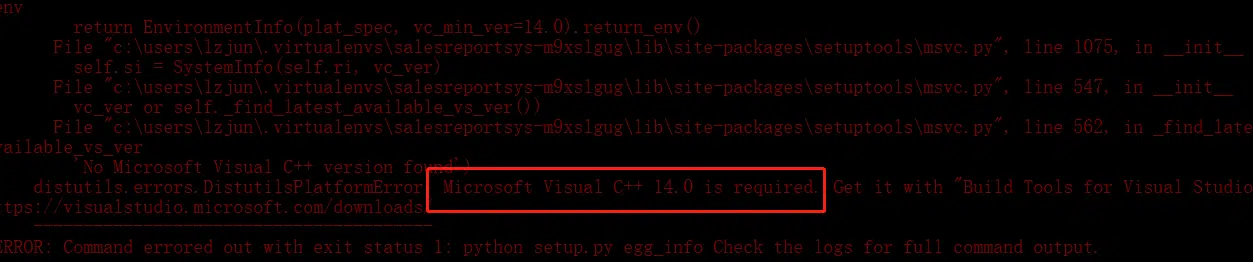 env
return EnvironmentInfo(plat_spec, vc_min_ver=14.0).return_env()
File "c:\users\lzjun\.virtualenvs\salesreportsys-m9xslgug\lib\site-packages\setuptools\msvc.py", line 1075, in __init__
self.si = SystemInfo(self.ri, vc_ver)
File "c:\users\lzjun\.virtualenvs\salesreportsys-m9xslgug\lib\site-packages\setuptools\msvc.py", line 547, in __init__
vc_ver or self._find_latest_available_vs_ver())
File "c:\users\lzjun\.virtualenvs\salesreportsys-m9xslgug\lib\site-packages\setuptools\msvc.py", line 562, in _find_late
vailable_vs_ver
'No Microsoft Visual C++ version found')
distutils.errors.DistutilsPlatformError: Microsoft Visual C++ 14.0 is required. Get it with "Build Tools for Visual Studio
ttps://visualstudio.microsoft.com/downloads
----------------------------------------
ERROR: Command errored out with exit status 1: python setup.py egg_info Check the logs for full command output.